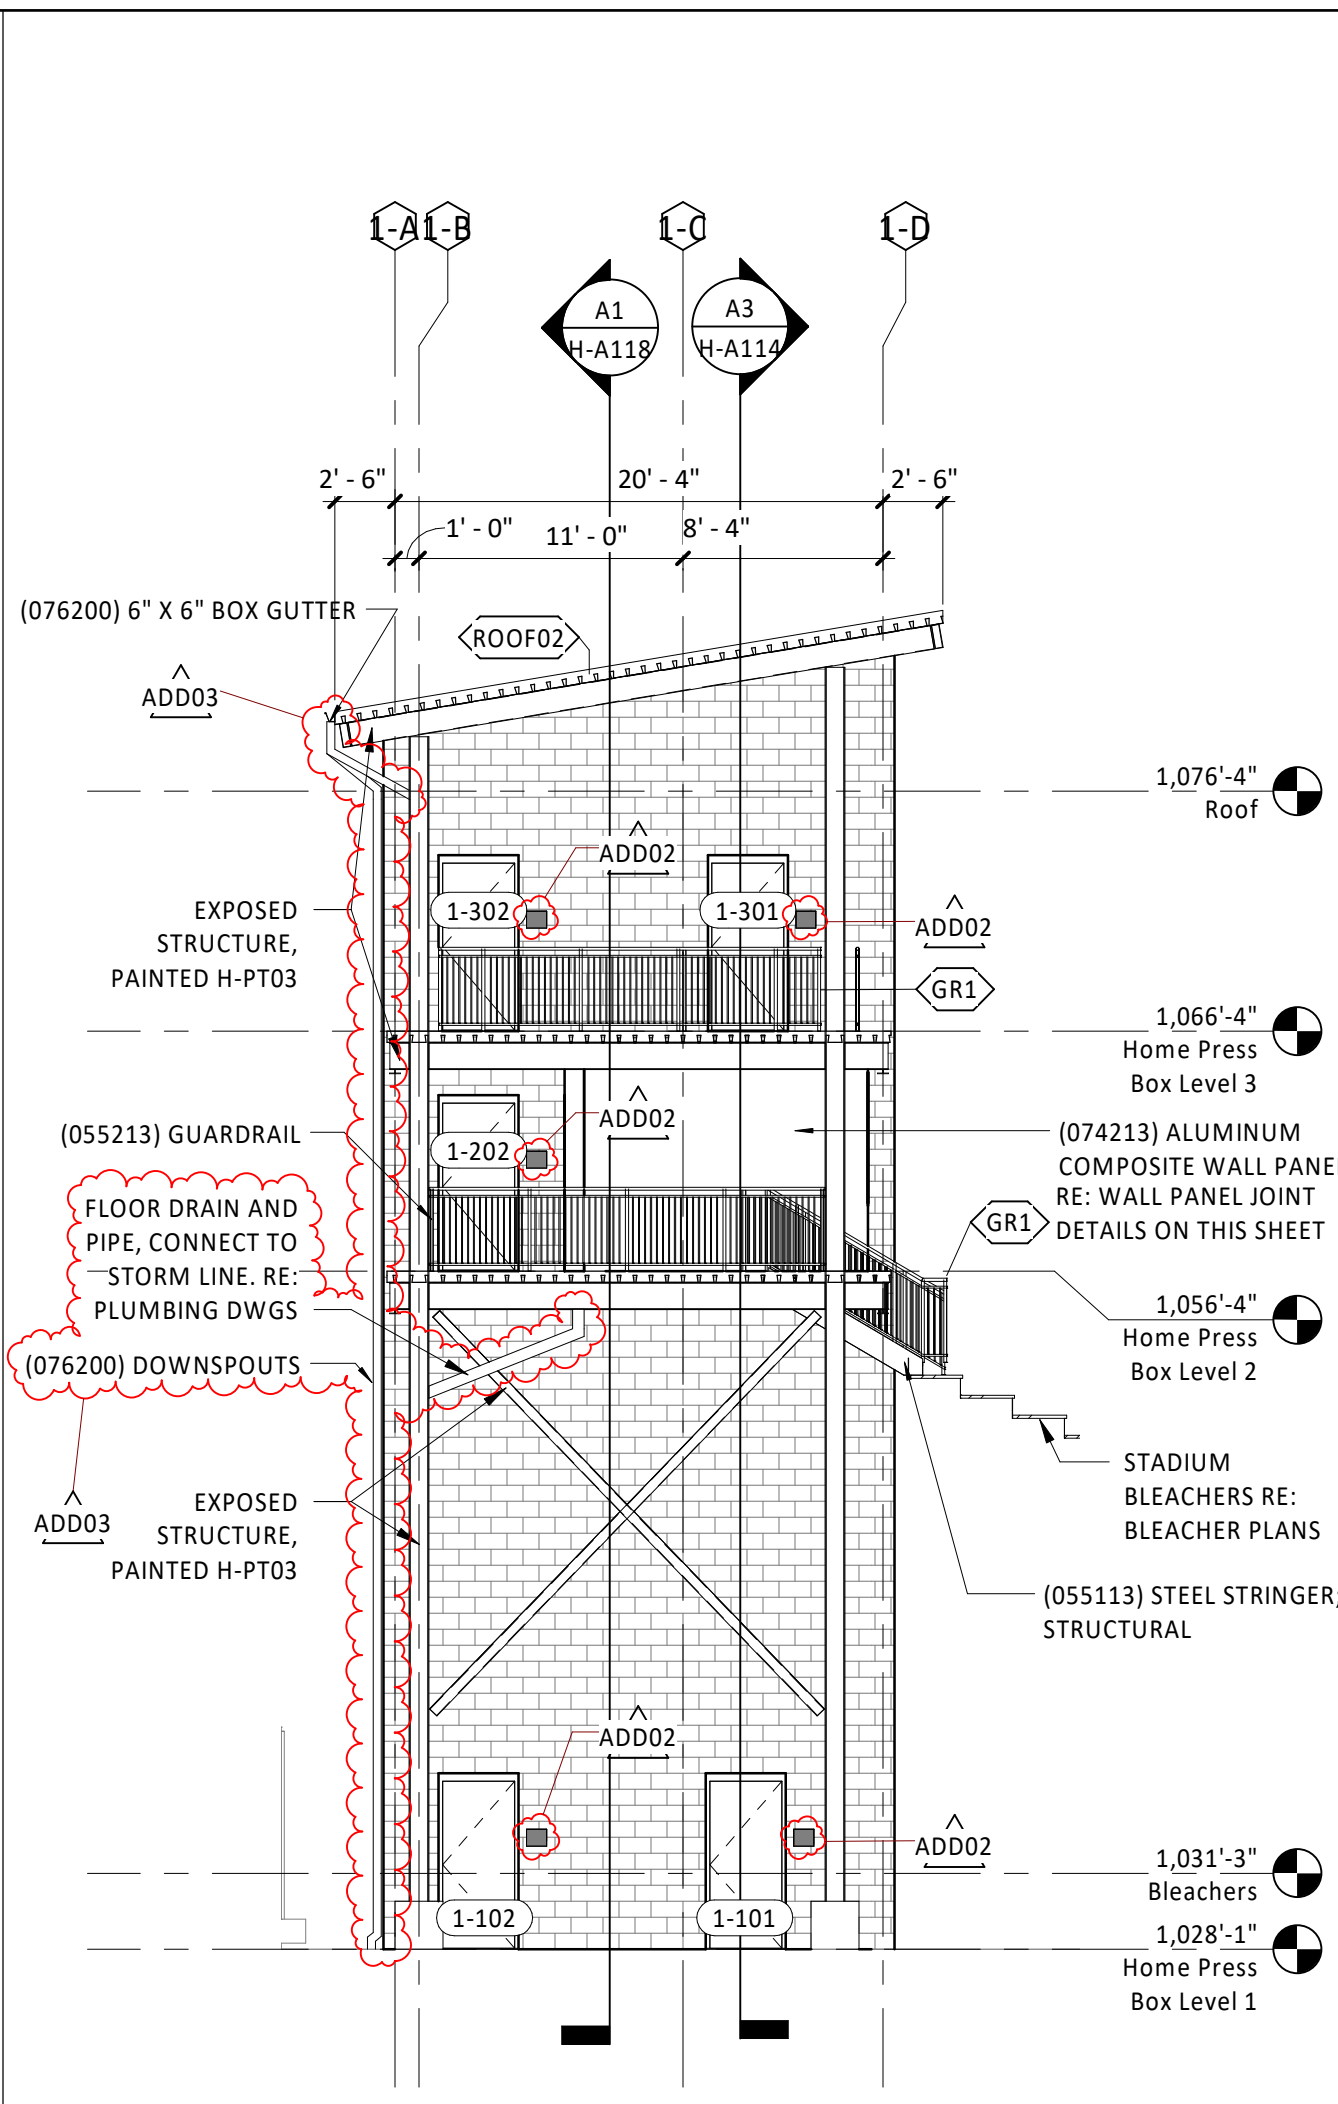 1-A 1-B 1-C 1-D
A1
H-A118
A3
H-A114
2' - 6" 20' - 4" 2' - 6"
1' - 0" 11' - 0" 8' - 4"
(076200) 6" X 6" BOX GUTTER
ROOF02
ADD03
1,076'-4"
Roof
ADD02
1-302
1-301
EXPOSED
STRUCTURE,
PAINTED H-PT03
ADD02
GR1
1,066'-4"
Home Press
Box Level 3
ADD02
(055213) GUARDRAIL
1-202
(074213) ALUMINUM
COMPOSITE WALL PANE
RE: WALL PANEL JOINT
DETAILS ON THIS SHEET
GR1
FLOOR DRAIN AND
PIPE, CONNECT TO
STORM LINE. RE:
PLUMBING DWGS
1,056'-4"
Home Press
Box Level 2
(076200) DOWNSPOUTS
STADIUM
BLEACHERS RE:
BLEACHER PLANS
ADD03
EXPOSED
STRUCTURE,
PAINTED H-PT03
(055113) STEEL STRINGER;
STRUCTURAL
ADD02
ADD02
1,031'-3"
Bleachers
1-102
1-101
1,028'-1"
Home Press
Box Level 1